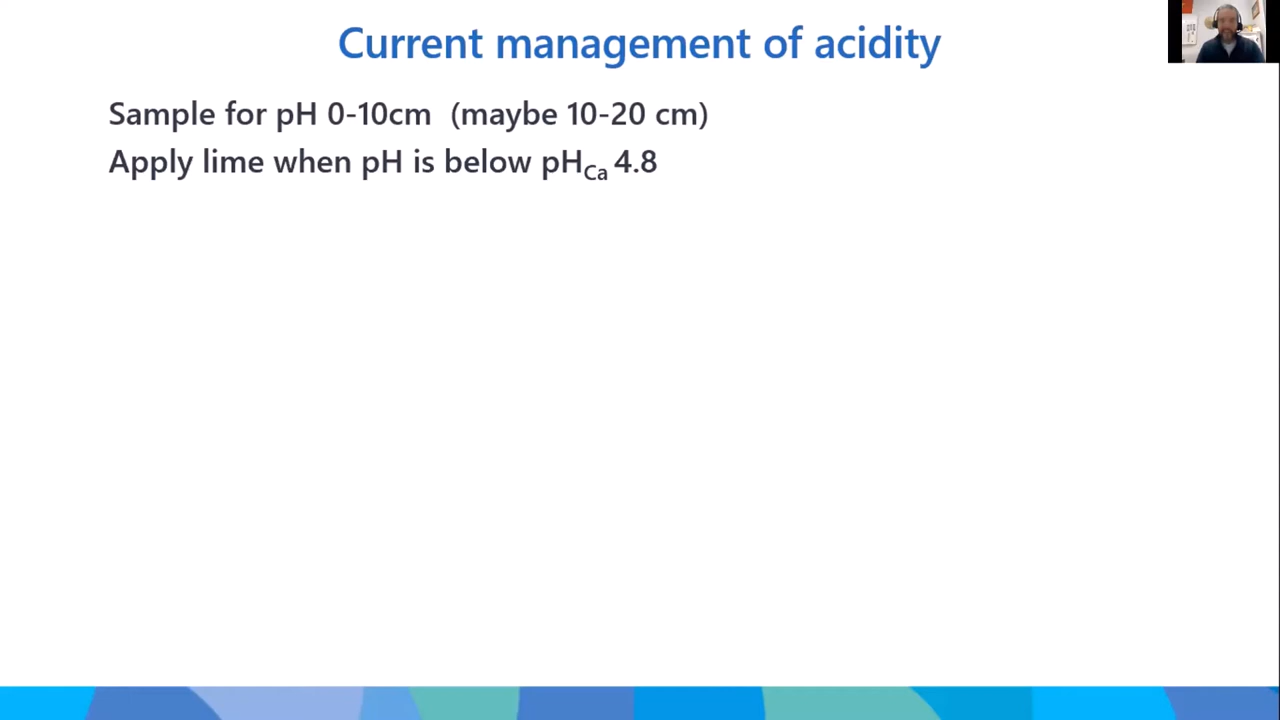 Current management of acidity
Sample for pH 0-10cm (maybe 10-20 cm)
Apply lime when pH is below pHCa 4.8